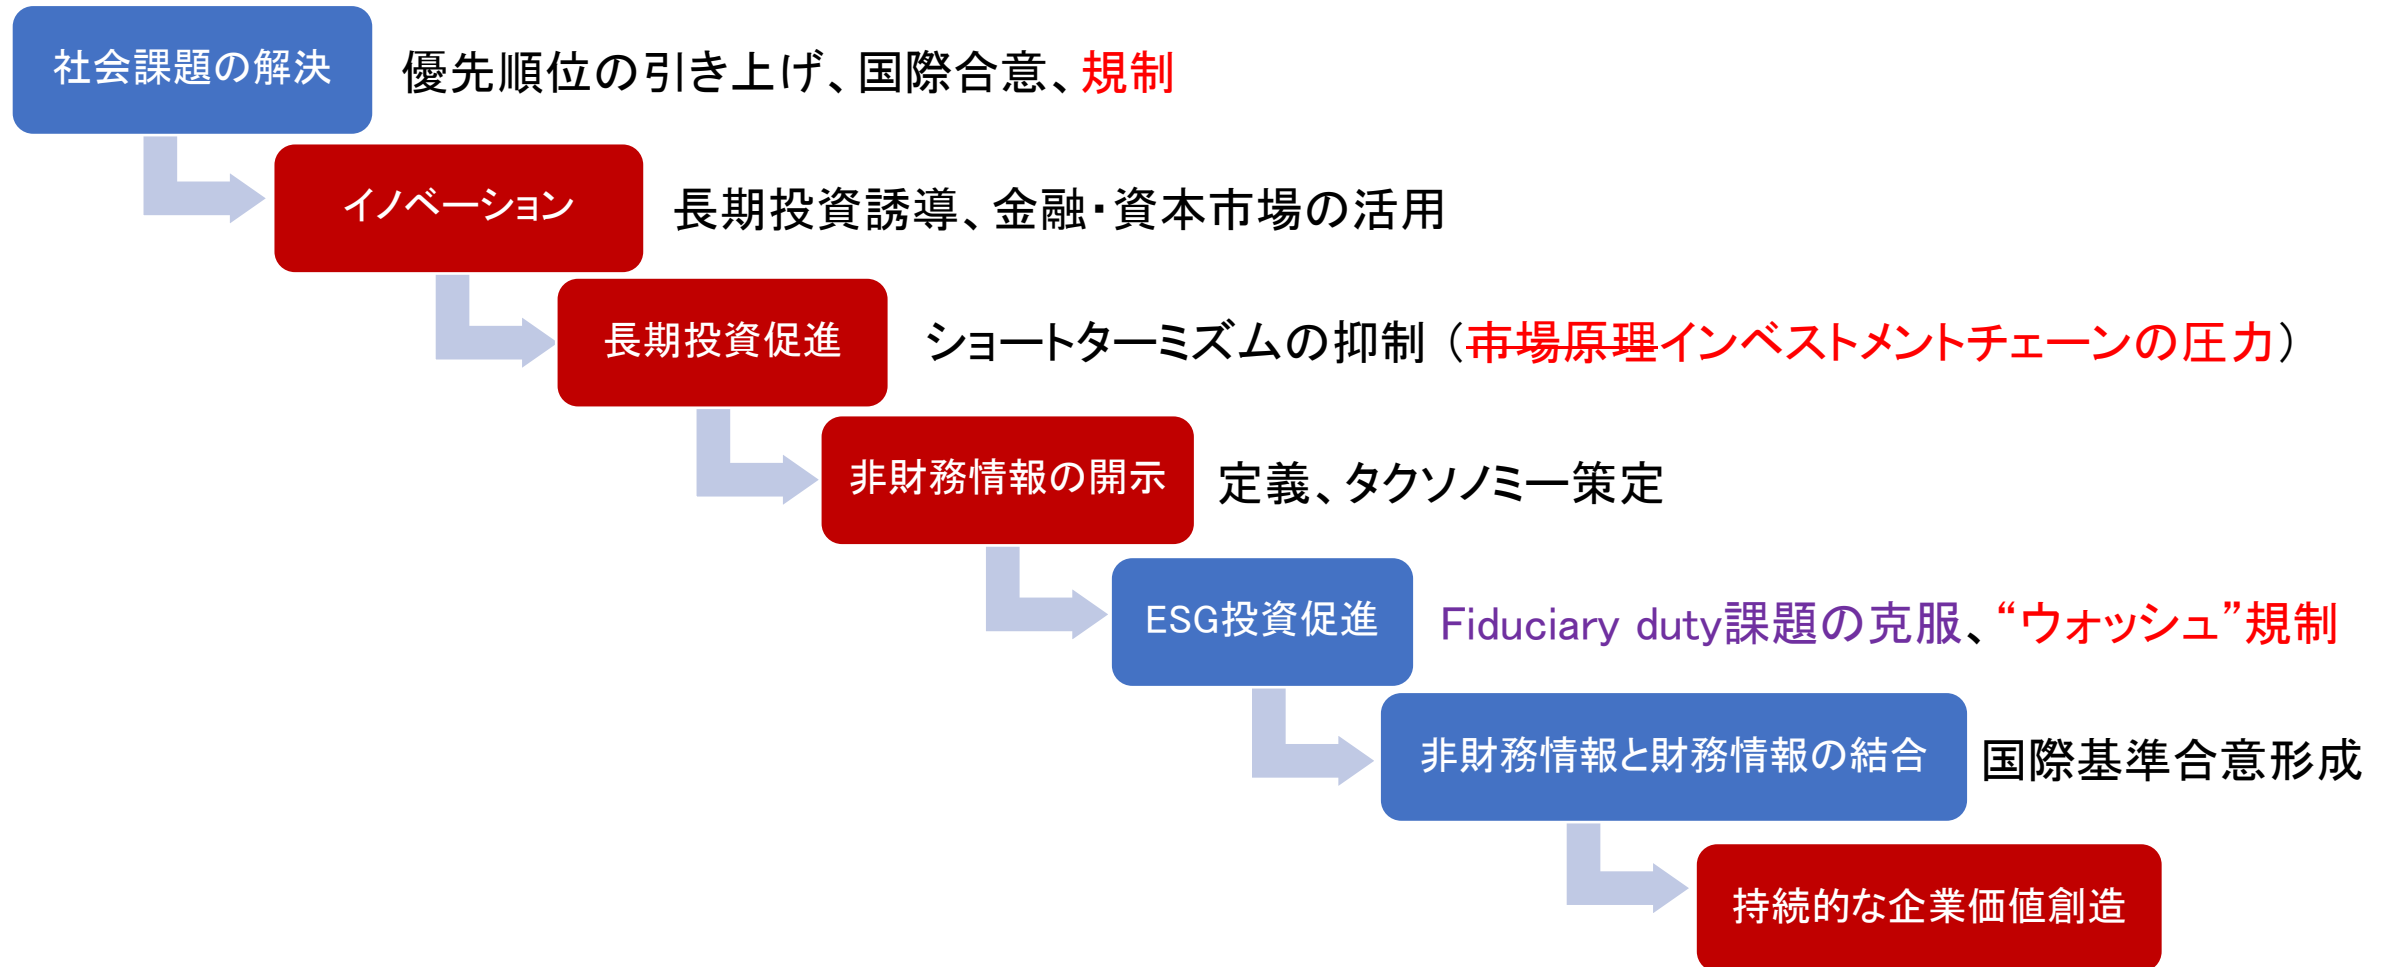 社会課題の解決 優先順位の引き上げ、国際合意、規制
イノベーション 長期投資誘導、金融・資本市場の活用
長期投資促進 ショートターミズムの抑制（市場原理インベストメントチェーンの圧力）
非財務情報の開示 定義、タクソノミー策定
ESG投資促進 Fiduciary duty課題の克服、“ウォッシュ”規制
非財務情報と財務情報の結合 国際基準合意形成
持続的な企業価値創造